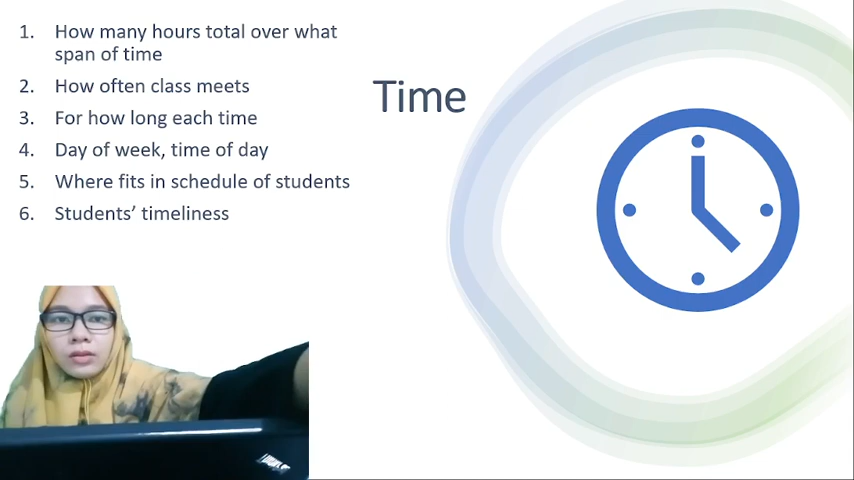 1. How many hours total over what
span of time
2. How often class meets
3. For how long each time
4. Day of week, time of day
5. Where fits in schedule of students
6. Students’ timeliness
Time